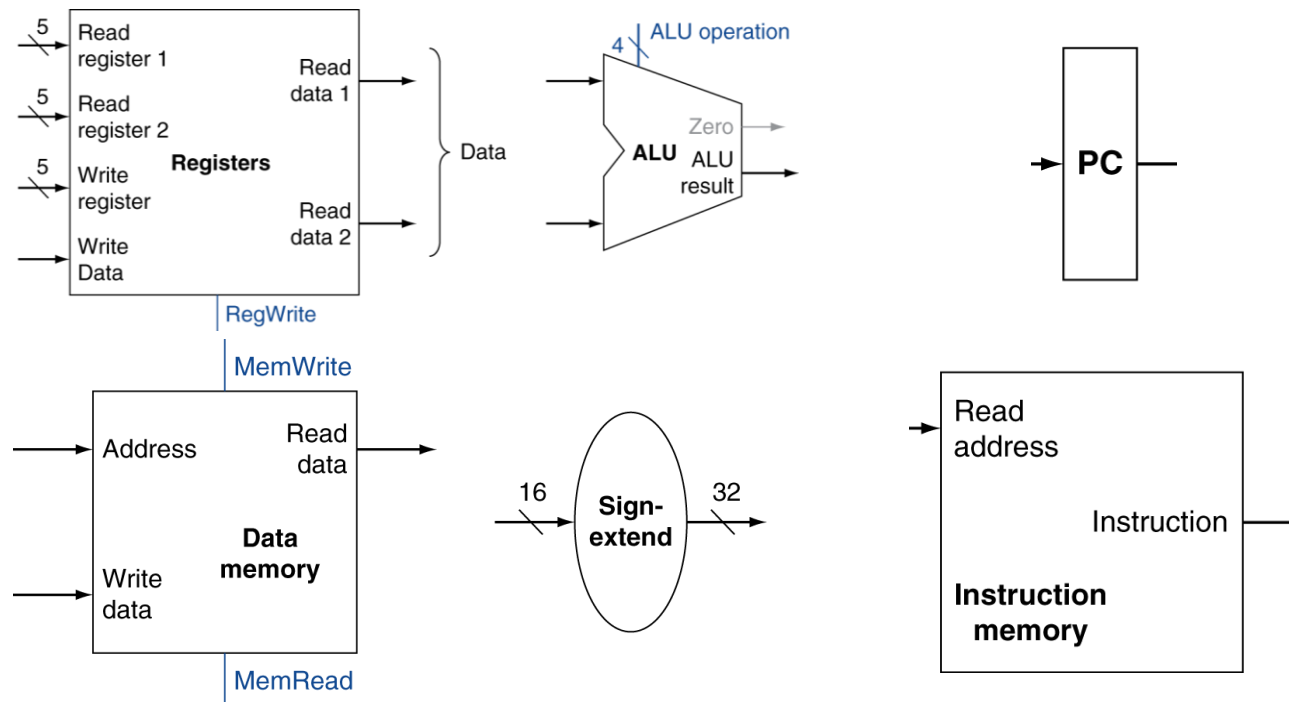 5
Read
register 1
5
Read
register 2
5
Write
register
Write
Data
Registers
Read
data 1
Read
data 2
RegWrite
Data
4
ALU operation
Zero
ALU
ALU
result
PC
MemWrite
Address
Read
data
Data
memory
Write
data
MemRead
16
Sign-
extend
32
Read
address
Instruction
Instruction
memory